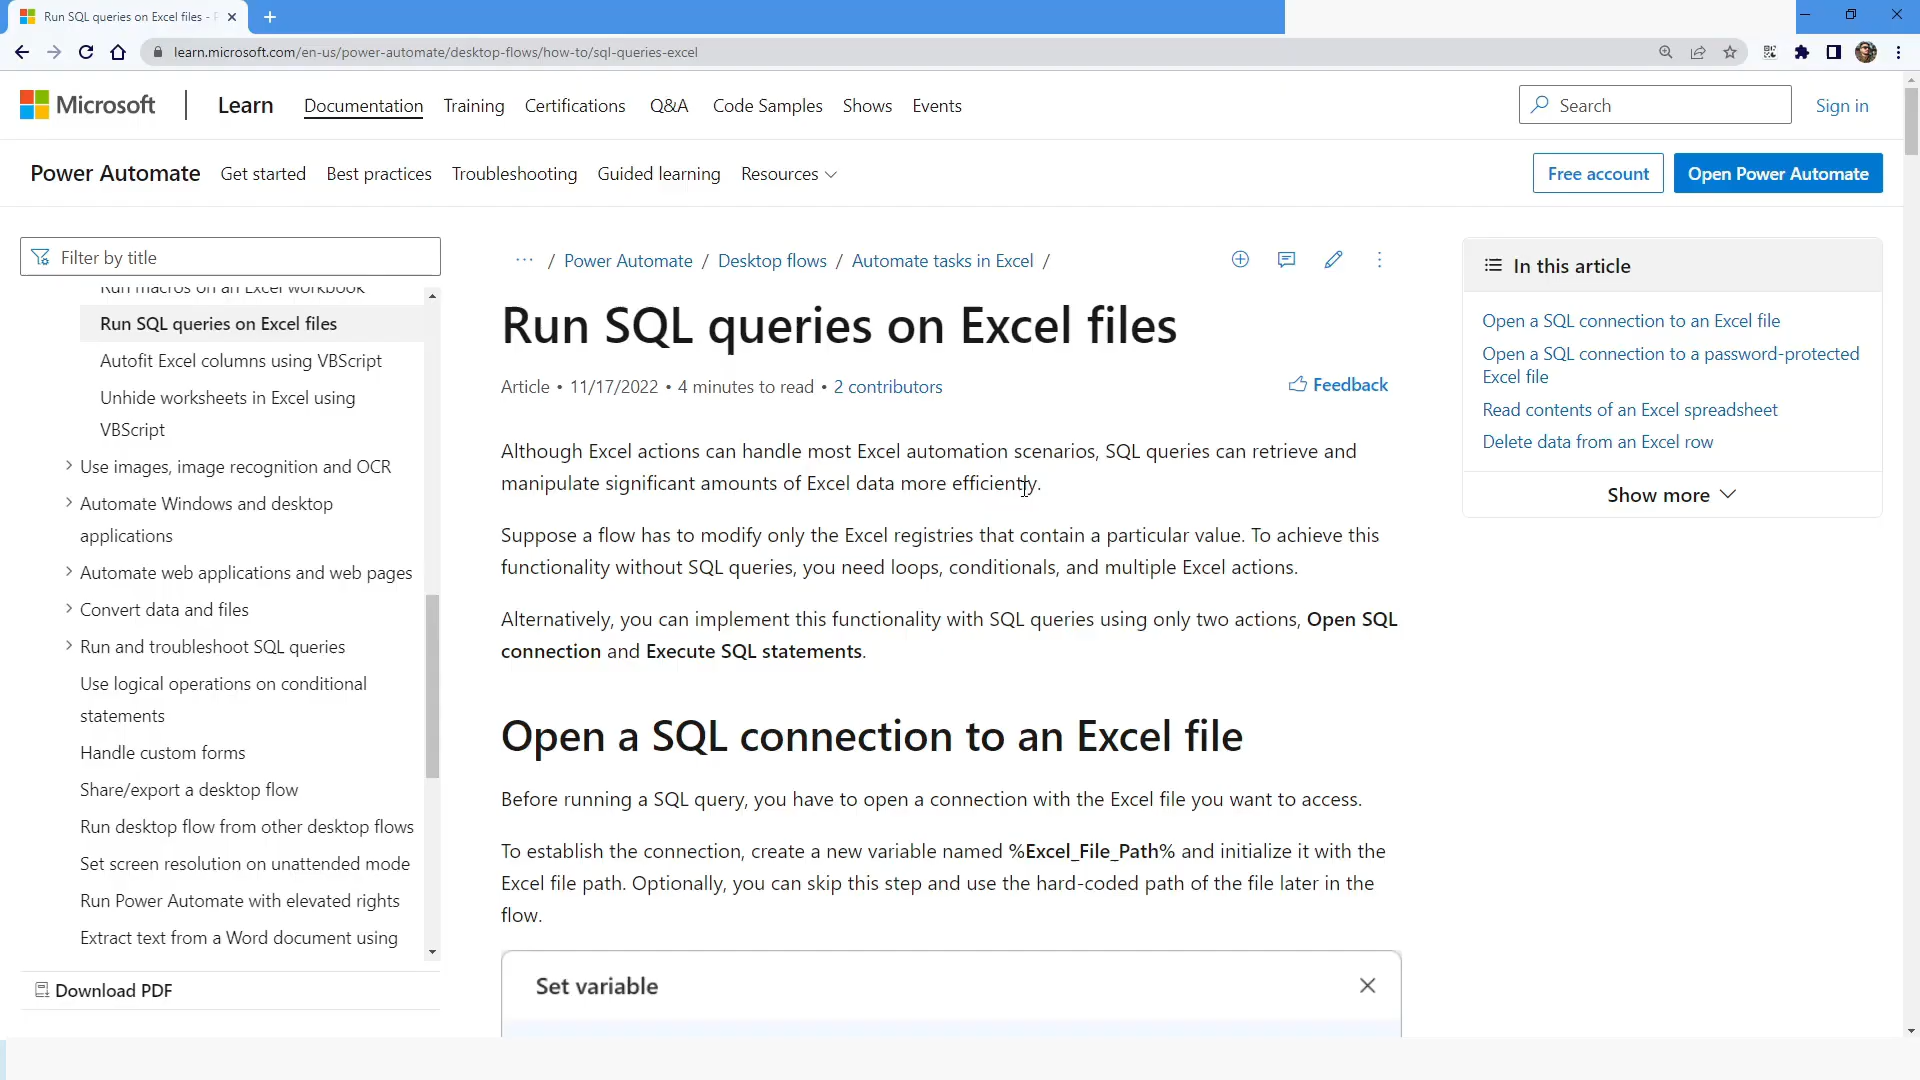 Run SQL queries on Excel files -
learn.microsoft.com/en-us/power-automate/desktop-flows/how-to/sql-queries-excel
Microsoft
Learn
Documentation
Training
Certifications
Q&A
Code Samples
Shows
Events
Search
Sign in
Power Automate
Get started
Best practices
Troubleshooting
Guided learning
Resources
Free account
Open Power Automate
Filter by title
Run macros on an Excel workbook
Run SQL queries on Excel files
Autofit Excel columns using VBScript
Unhide worksheets in Excel using
VBScript
Use images, image recognition and OCR
Automate Windows and desktop
applications
Automate web applications and web pages
Convert data and files
Run and troubleshoot SQL queries
Use logical operations on conditional
statements
Handle custom forms
Share/export a desktop flow
Run desktop flow from other desktop flows
Set screen resolution on unattended mode
Run Power Automate with elevated rights
Extract text from a Word document using
Download PDF
··· / Power Automate / Desktop flows / Automate tasks in Excel /
Run SQL queries on Excel files
Article • 11/17/2022 • 4 minutes to read • 2 contributors
Feedback
Although Excel actions can handle most Excel automation scenarios, SQL queries can retrieve and
manipulate significant amounts of Excel data more efficiently.
Suppose a flow has to modify only the Excel registries that contain a particular value. To achieve this
functionality without SQL queries, you need loops, conditionals, and multiple Excel actions.
Alternatively, you can implement this functionality with SQL queries using only two actions, Open SQL
connection and Execute SQL statements.
Open a SQL connection to an Excel file
Before running a SQL query, you have to open a connection with the Excel file you want to access.
To establish the connection, create a new variable named %Excel_File_Path% and initialize it with the
Excel file path. Optionally, you can skip this step and use the hard-coded path of the file later in the
flow.
Set variable
In this article
Open a SQL connection to an Excel file
Open a SQL connection to a password-protected
Excel file
Read contents of an Excel spreadsheet
Delete data from an Excel row
Show more